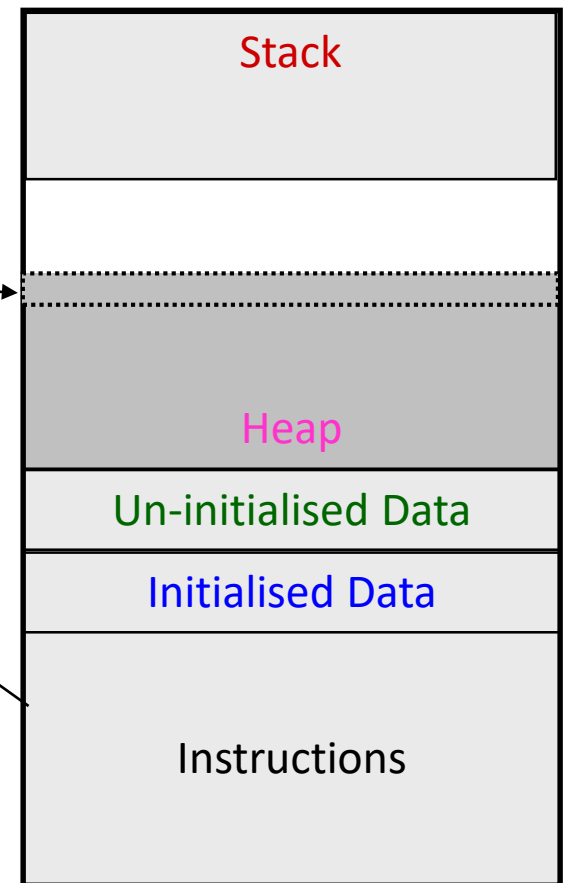 Stack
Heap
Un-initialised Data
Initialised Data
Instructions